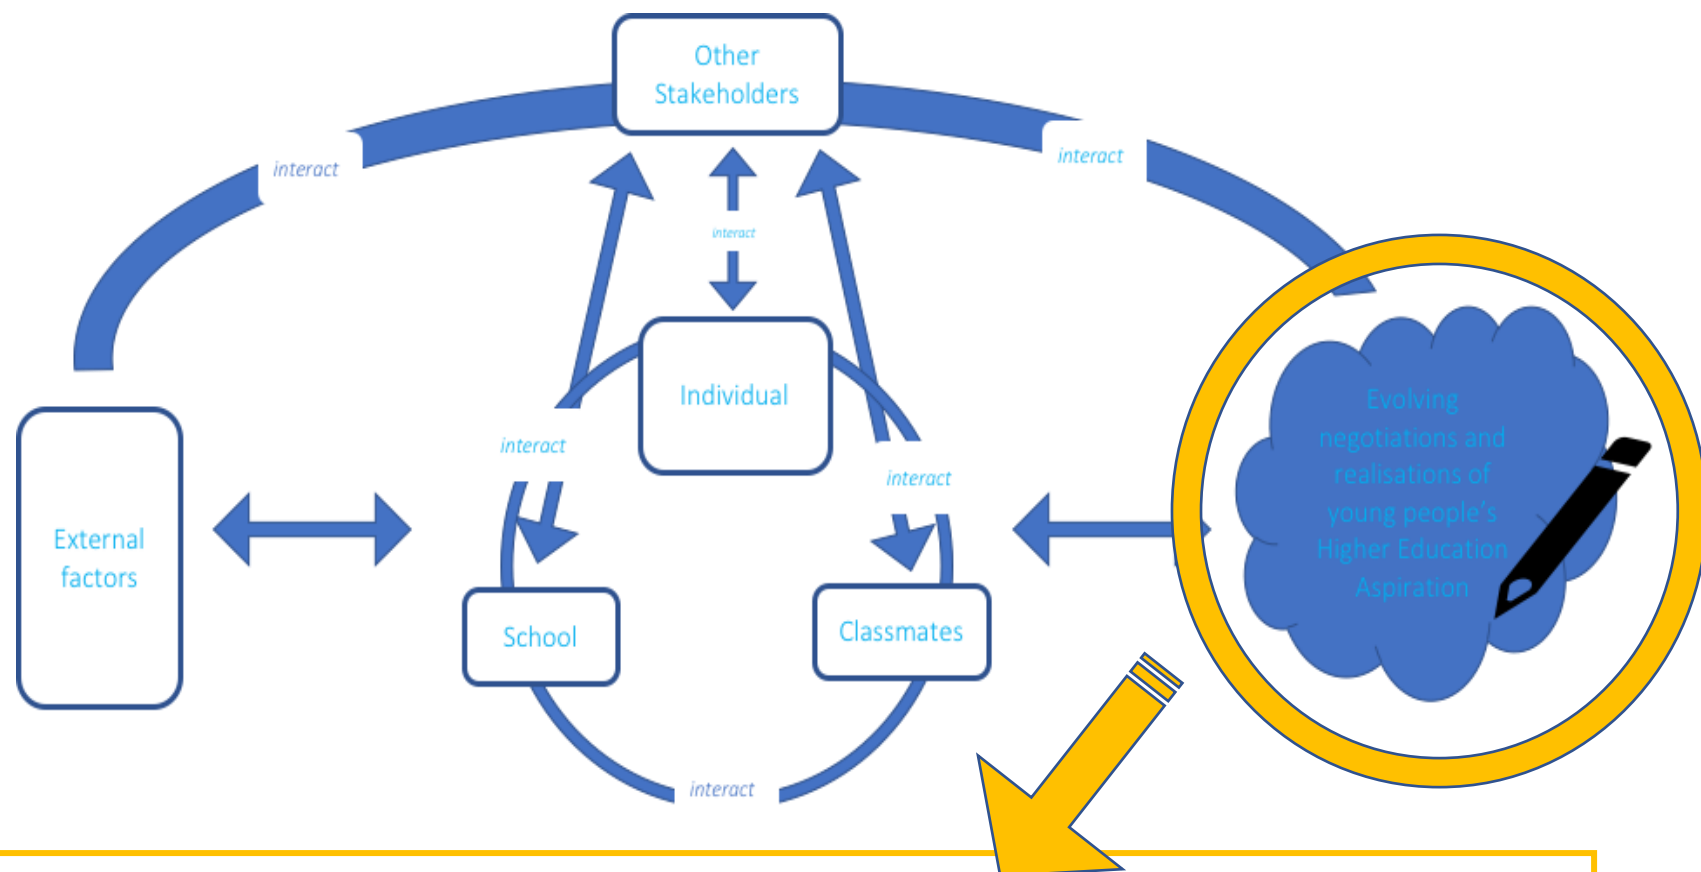 Other
Stakeholders
interact
interact
interact
Individual
interact
interact
External
factors
School
Classmates
interact
Evolving
negotiations and
realisations of
young people's
Higher Education
Aspiration